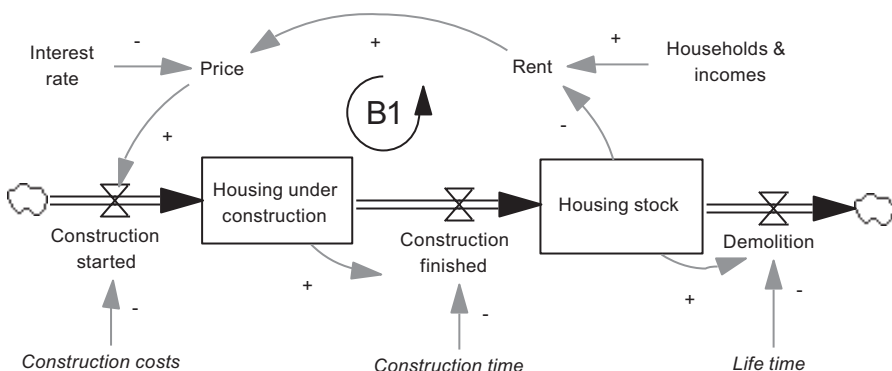 Interest
rate
-
Price
+
Rent
+
Households &
incomes
B1
+
-
Housing under
construction
Housing stock
Construction
started
Construction
finished
Demolition
+
-
-
+
-
Construction costs
Construction time
Life time